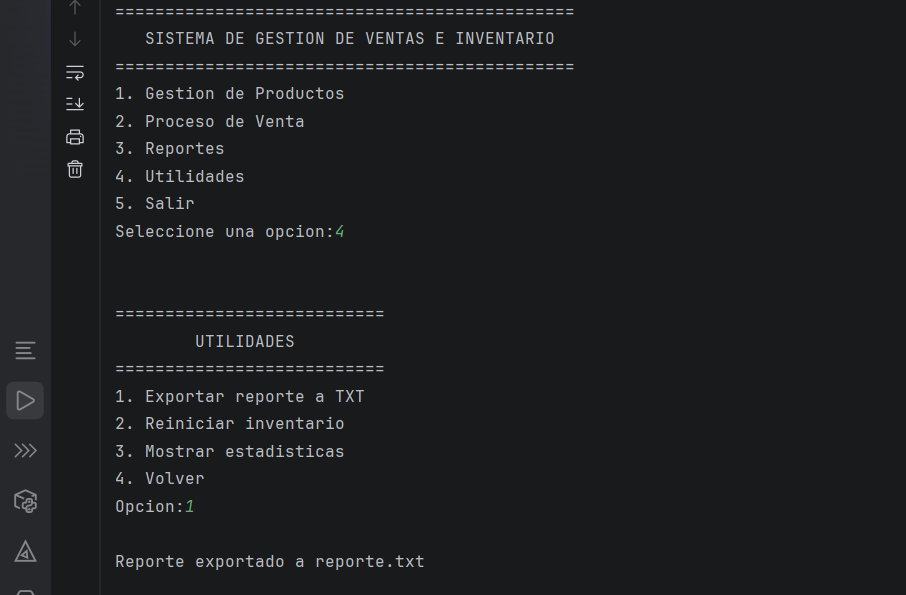 ==============================================
   SISTEMA DE GESTION DE VENTAS E INVENTARIO
==============================================
1. Gestion de Productos
2. Proceso de Venta
3. Reportes
4. Utilidades
5. Salir
Seleccione una opcion:4
===========================
        UTILIDADES
===========================
1. Exportar reporte a TXT
2. Reiniciar inventario
3. Mostrar estadisticas
4. Volver
Opcion:1
Reporte exportado a reporte.txt